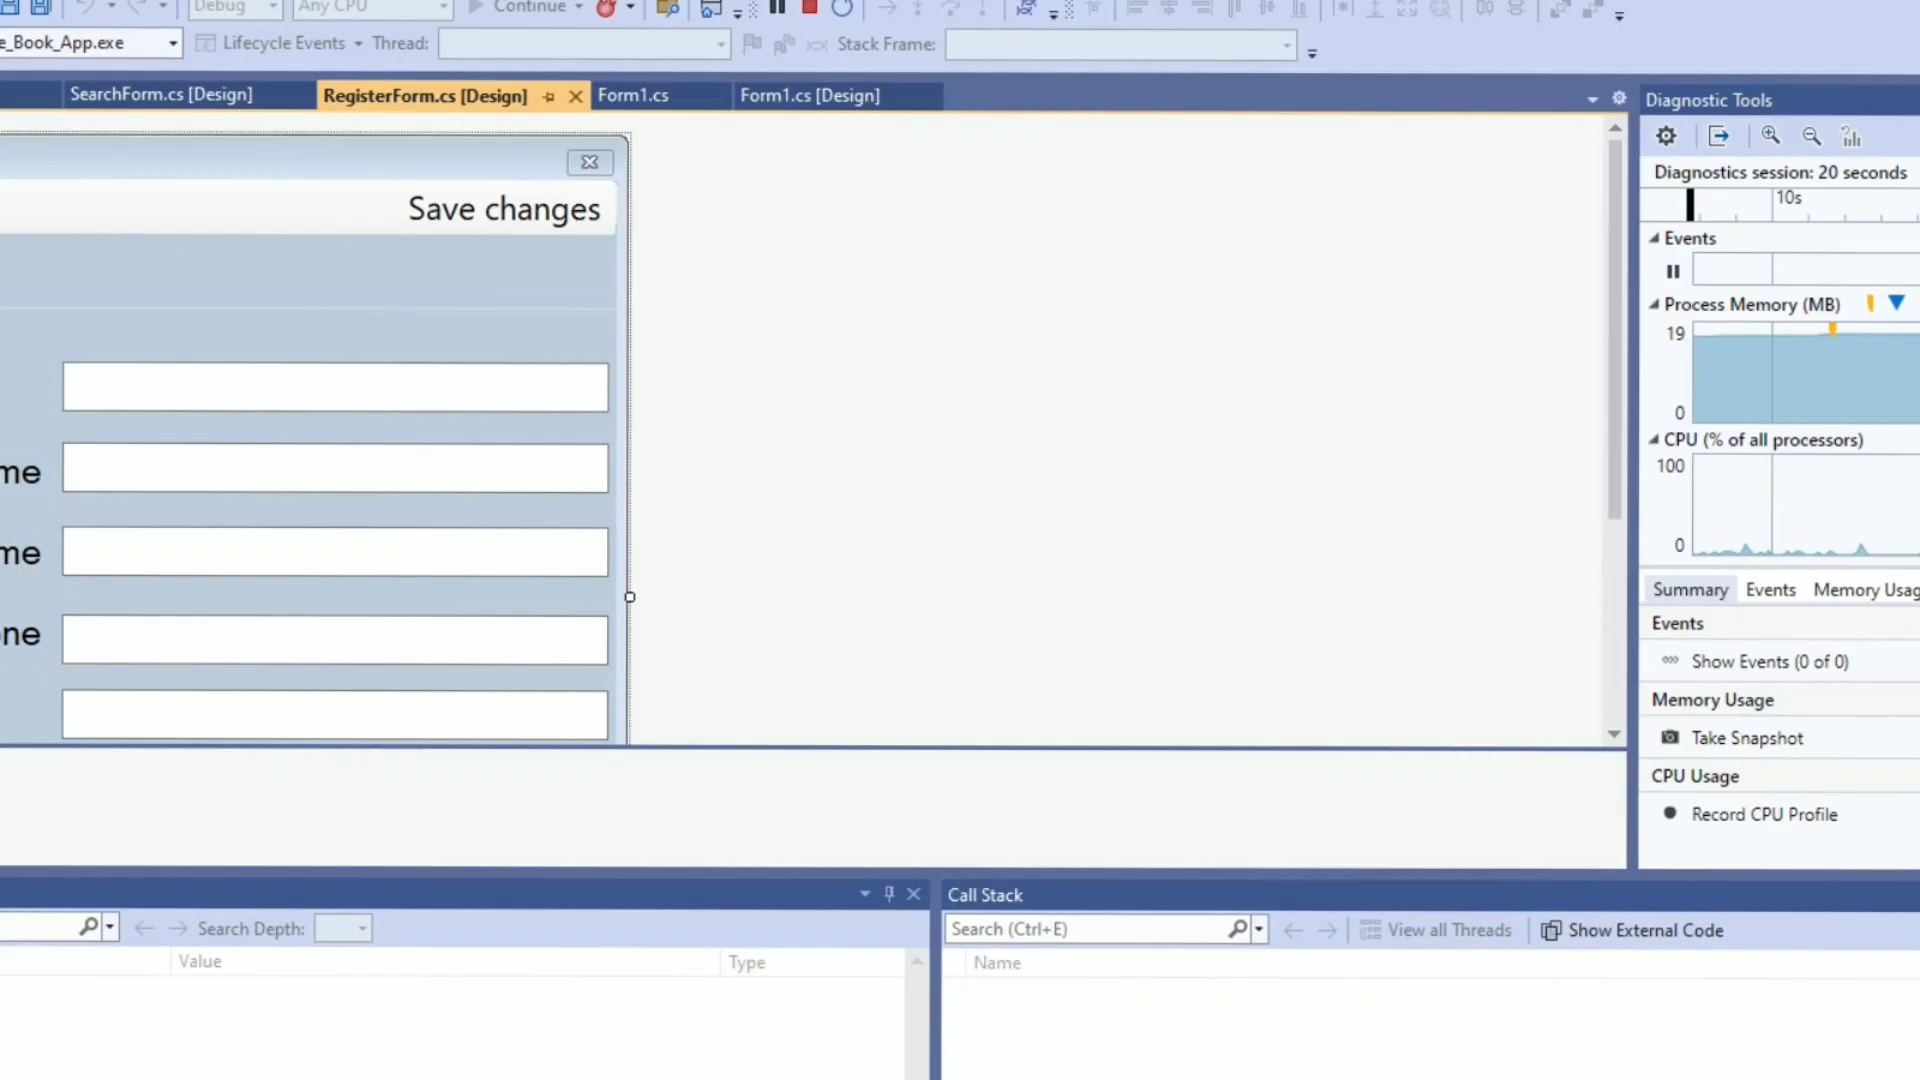 Debug Any CPU Continue
e_Book_App.exe Lifecycle Events Thread: Stack Frame:
SearchForm.cs [Design] RegisterForm.cs [Design] Form1.cs Form1.cs [Design]
Save changes
me
me
ne
Diagnostic Tools
Diagnostics session: 20 seconds
10s
Events
Process Memory (MB)
19
0
CPU (% of all processors)
100
0
Summary Events Memory Usag
Events
Show Events (0 of 0)
Memory Usage
Take Snapshot
CPU Usage
Record CPU Profile
Search Depth:
Value Type
Call Stack
Search (Ctrl+E) View all Threads Show External Code
Name